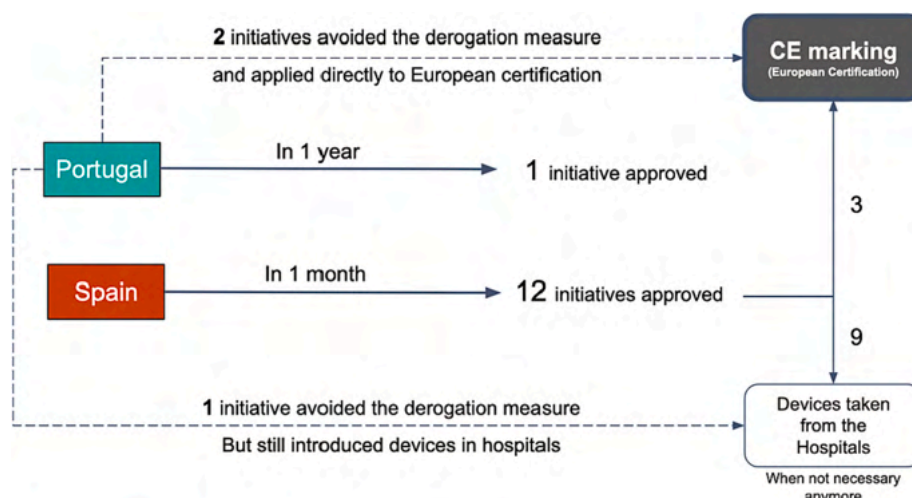 2 initiatives avoided the derogation measure
and applied directly to European certification
CE marking
(European Certification)
Portugal
In 1 year
1 initiative approved
3
Spain
In 1 month
12 initiatives approved
9
1 initiative avoided the derogation measure
But still introduced devices in hospitals
Devices taken
from the
Hospitals
When not necessary
anymore